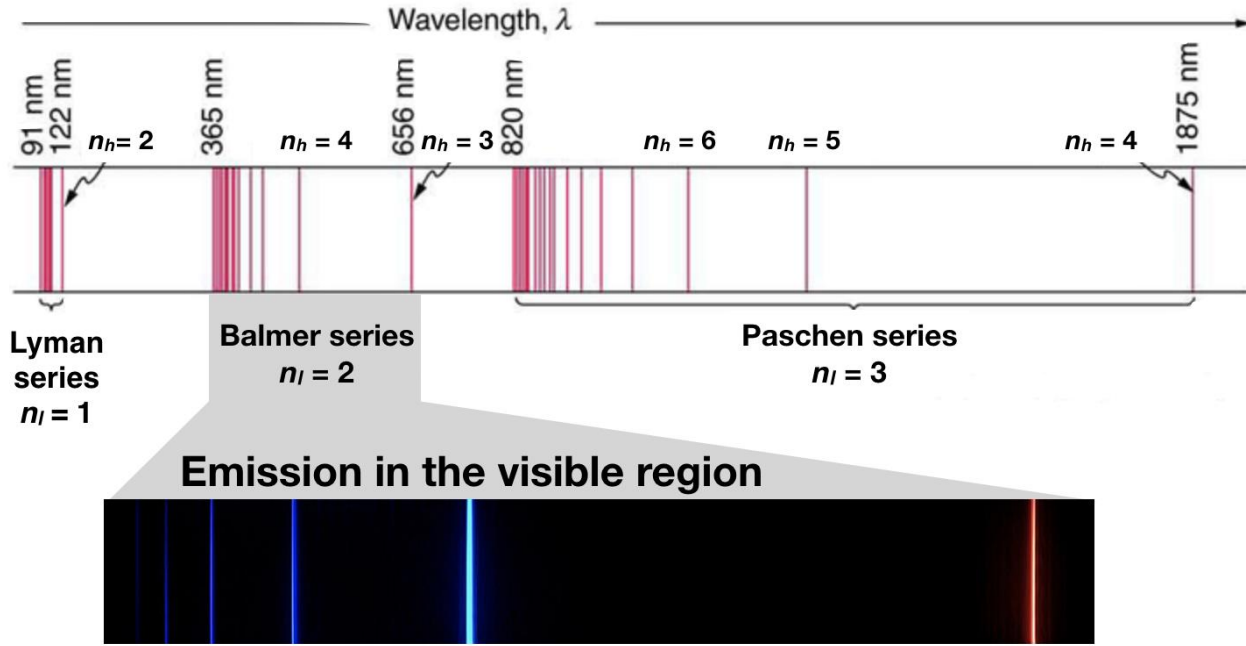 Wavelength, λ
91 nm
122 nm
365 nm
656 nm
820 nm
1875 nm
nh= 2
nh = 4
nh = 3
nh = 6
nh = 5
nh = 4
Lyman
series
nl = 1
Balmer series
nl = 2
Paschen series
nl = 3
Emission in the visible region